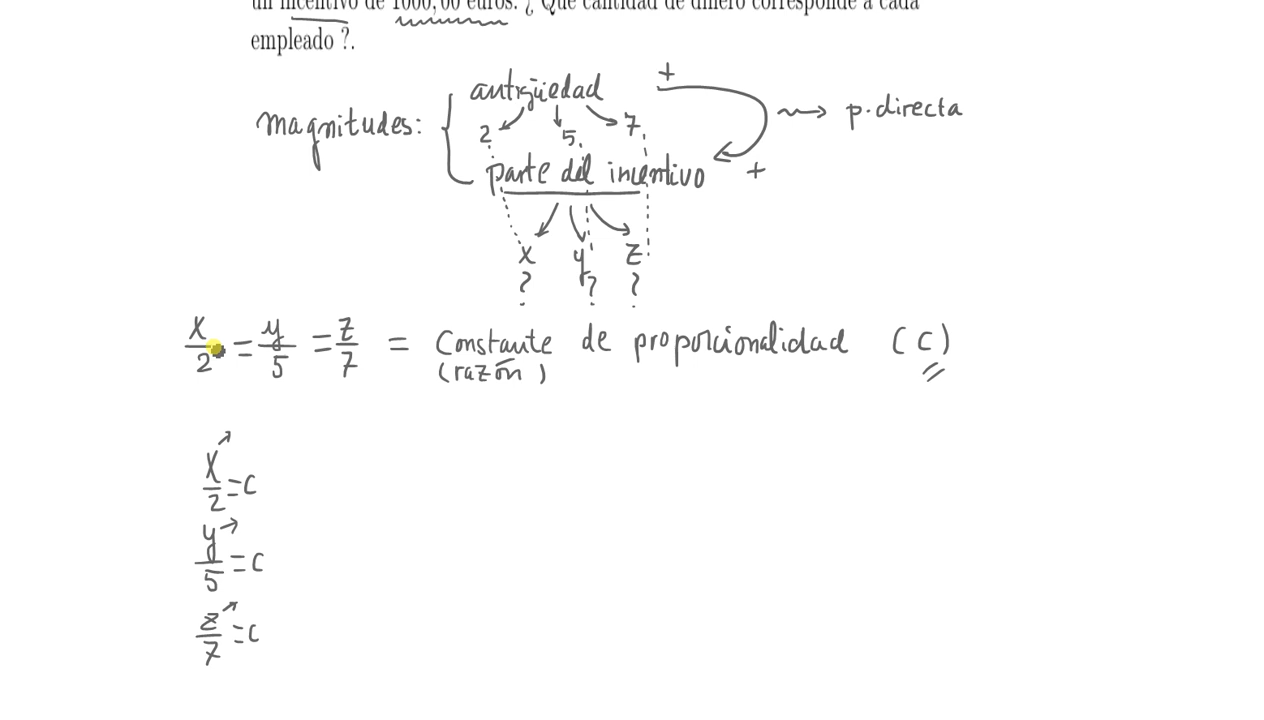 un incentivo de 1000,00 euros. ¿ Que cantidad de dinero corresponde a cada
empleado ?.
magnitudes:
antigüedad
+
2 5 7
p. directa
parte del incentivo
+
x y z
? ? ?
x/2 = y/5 = z/7 = Constante de proporcionalidad (C)
(razón)
x/2 = C
y/5 = C
z/7 = C